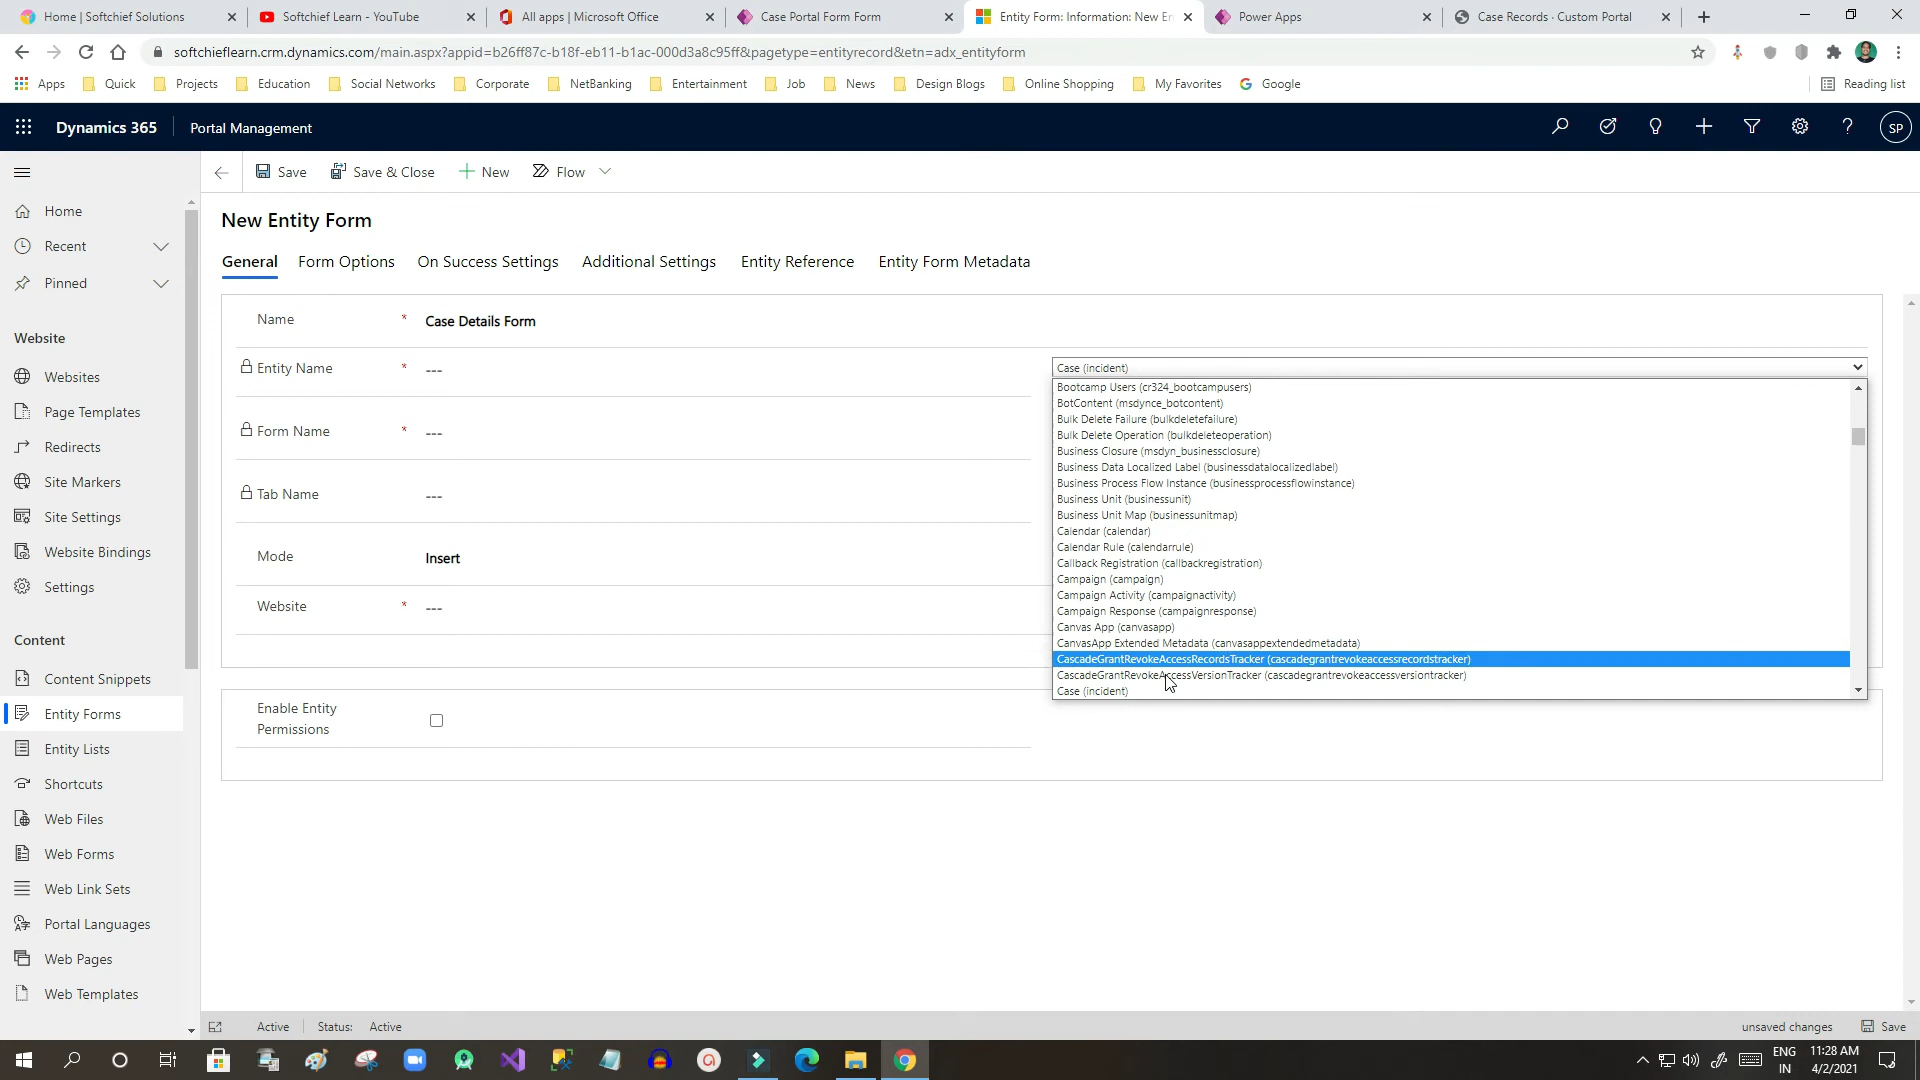 Home | Softchief Solutions
Softchief Learn - YouTube
All apps | Microsoft Office
Case Portal Form Form
Entity Form: Information: New En
Power Apps
Case Records · Custom Portal
softchieflearn.crm.dynamics.com/main.aspx?appid=b26ff87c-b18f-eb11-b1ac-000d3a8c95ff&pagetype=entityrecord&etn=adx_entityform
Apps
Quick
Projects
Education
Social Networks
Corporate
NetBanking
Entertainment
Job
News
Design Blogs
Online Shopping
My Favorites
Google
Reading list
Dynamics 365
Portal Management
SP
Save
Save & Close
New
Flow
Home
Recent
Pinned
Website
Websites
Page Templates
Redirects
Site Markers
Site Settings
Website Bindings
Settings
Content
Content Snippets
Entity Forms
Entity Lists
Shortcuts
Web Files
Web Forms
Web Link Sets
Portal Languages
Web Pages
Web Templates
New Entity Form
General
Form Options
On Success Settings
Additional Settings
Entity Reference
Entity Form Metadata
Name * Case Details Form
Entity Name * ---
Form Name * ---
Tab Name ---
Mode Insert
Website * ---
Enable Entity
Permissions
Case (incident)
Bootcamp Users (cr324_bootcampusers)
BotContent (msdynce_botcontent)
Bulk Delete Failure (bulkdeletefailure)
Bulk Delete Operation (bulkdeleteoperation)
Business Closure (msdyn_businessclosure)
Business Data Localized Label (businessdatalocalizedlabel)
Business Process Flow Instance (businessprocessflowinstance)
Business Unit (businessunit)
Business Unit Map (businessunitmap)
Calendar (calendar)
Calendar Rule (calendarrule)
Callback Registration (callbackregistration)
Campaign (campaign)
Campaign Activity (campaignactivity)
Campaign Response (campaignresponse)
Canvas App (canvasapp)
CanvasApp Extended Metadata (canvasappextendedmetadata)
CascadeGrantRevokeAccessRecordsTracker (cascadegrantrevokeaccessrecordstracker)
CascadeGrantRevokeAccessVersionTracker (cascadegrantrevokeaccessversiontracker)
Case (incident)
Active
Status: Active
unsaved changes
Save
ENG
IN
11:28 AM
4/2/2021